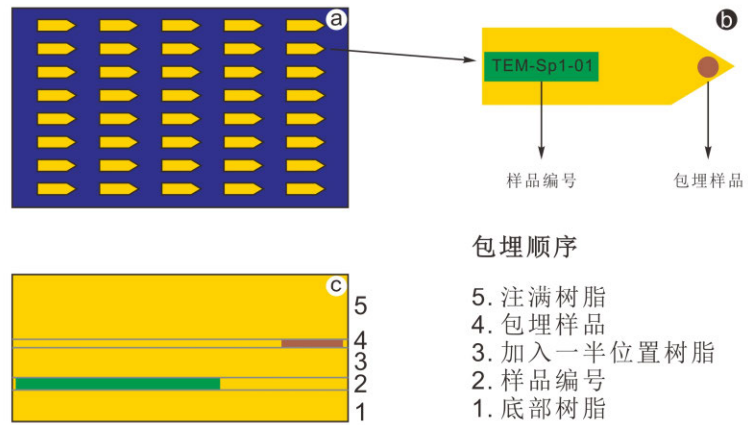 a
b
TEM-Sp1-01
样品编号
包埋样品
包埋顺序
5. 注满树脂
4. 包埋样品
3. 加入一半位置树脂
2. 样品编号
1. 底部树脂
c
5
4
3
2
1